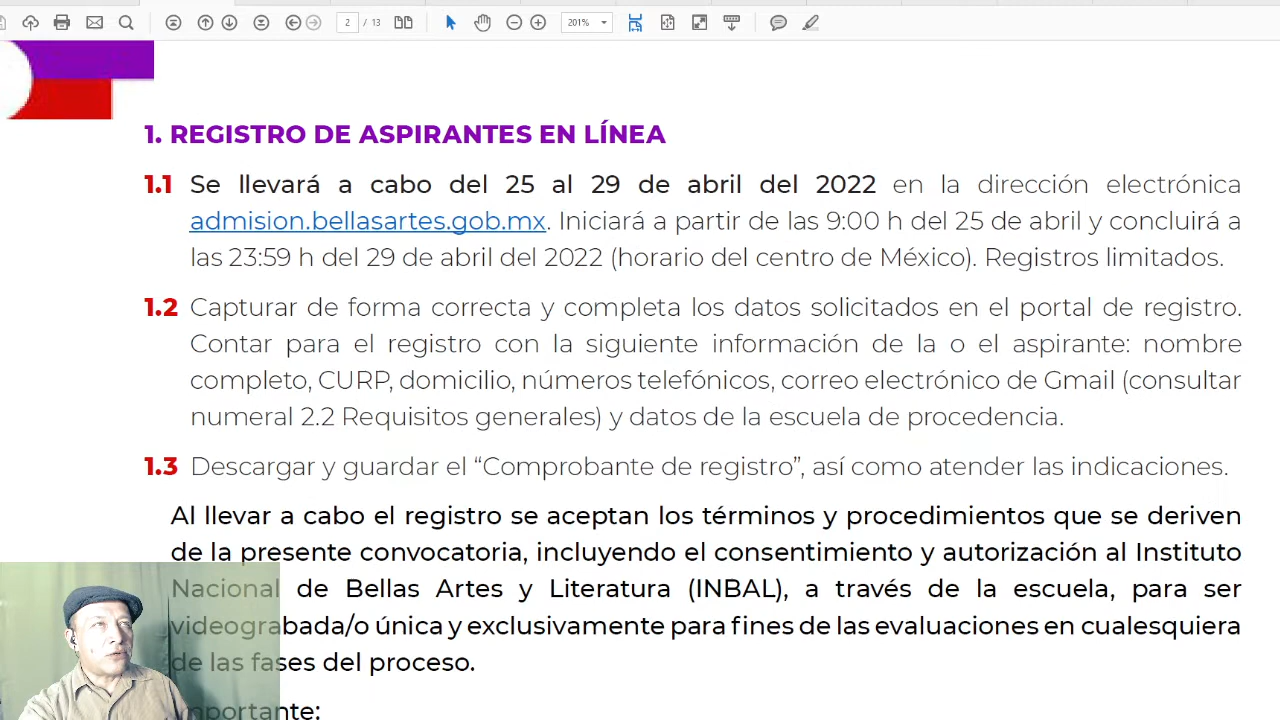 2 / 13
201%
1. REGISTRO DE ASPIRANTES EN LÍNEA
1.1 Se llevará a cabo del 25 al 29 de abril del 2022 en la dirección electrónica
admision.bellasartes.gob.mx. Iniciará a partir de las 9:00 h del 25 de abril y concluirá a
las 23:59 h del 29 de abril del 2022 (horario del centro de México). Registros limitados.
1.2 Capturar de forma correcta y completa los datos solicitados en el portal de registro.
Contar para el registro con la siguiente información de la o el aspirante: nombre
completo, CURP, domicilio, números telefónicos, correo electrónico de Gmail (consultar
numeral 2.2 Requisitos generales) y datos de la escuela de procedencia.
1.3 Descargar y guardar el “Comprobante de registro”, así como atender las indicaciones.
Al llevar a cabo el registro se aceptan los términos y procedimientos que se deriven
de la presente convocatoria, incluyendo el consentimiento y autorización al Instituto
Nacional de Bellas Artes y Literatura (INBAL), a través de la escuela, para ser
videograbada/o única y exclusivamente para fines de las evaluaciones en cualesquiera
de las fases del proceso.
Importante: